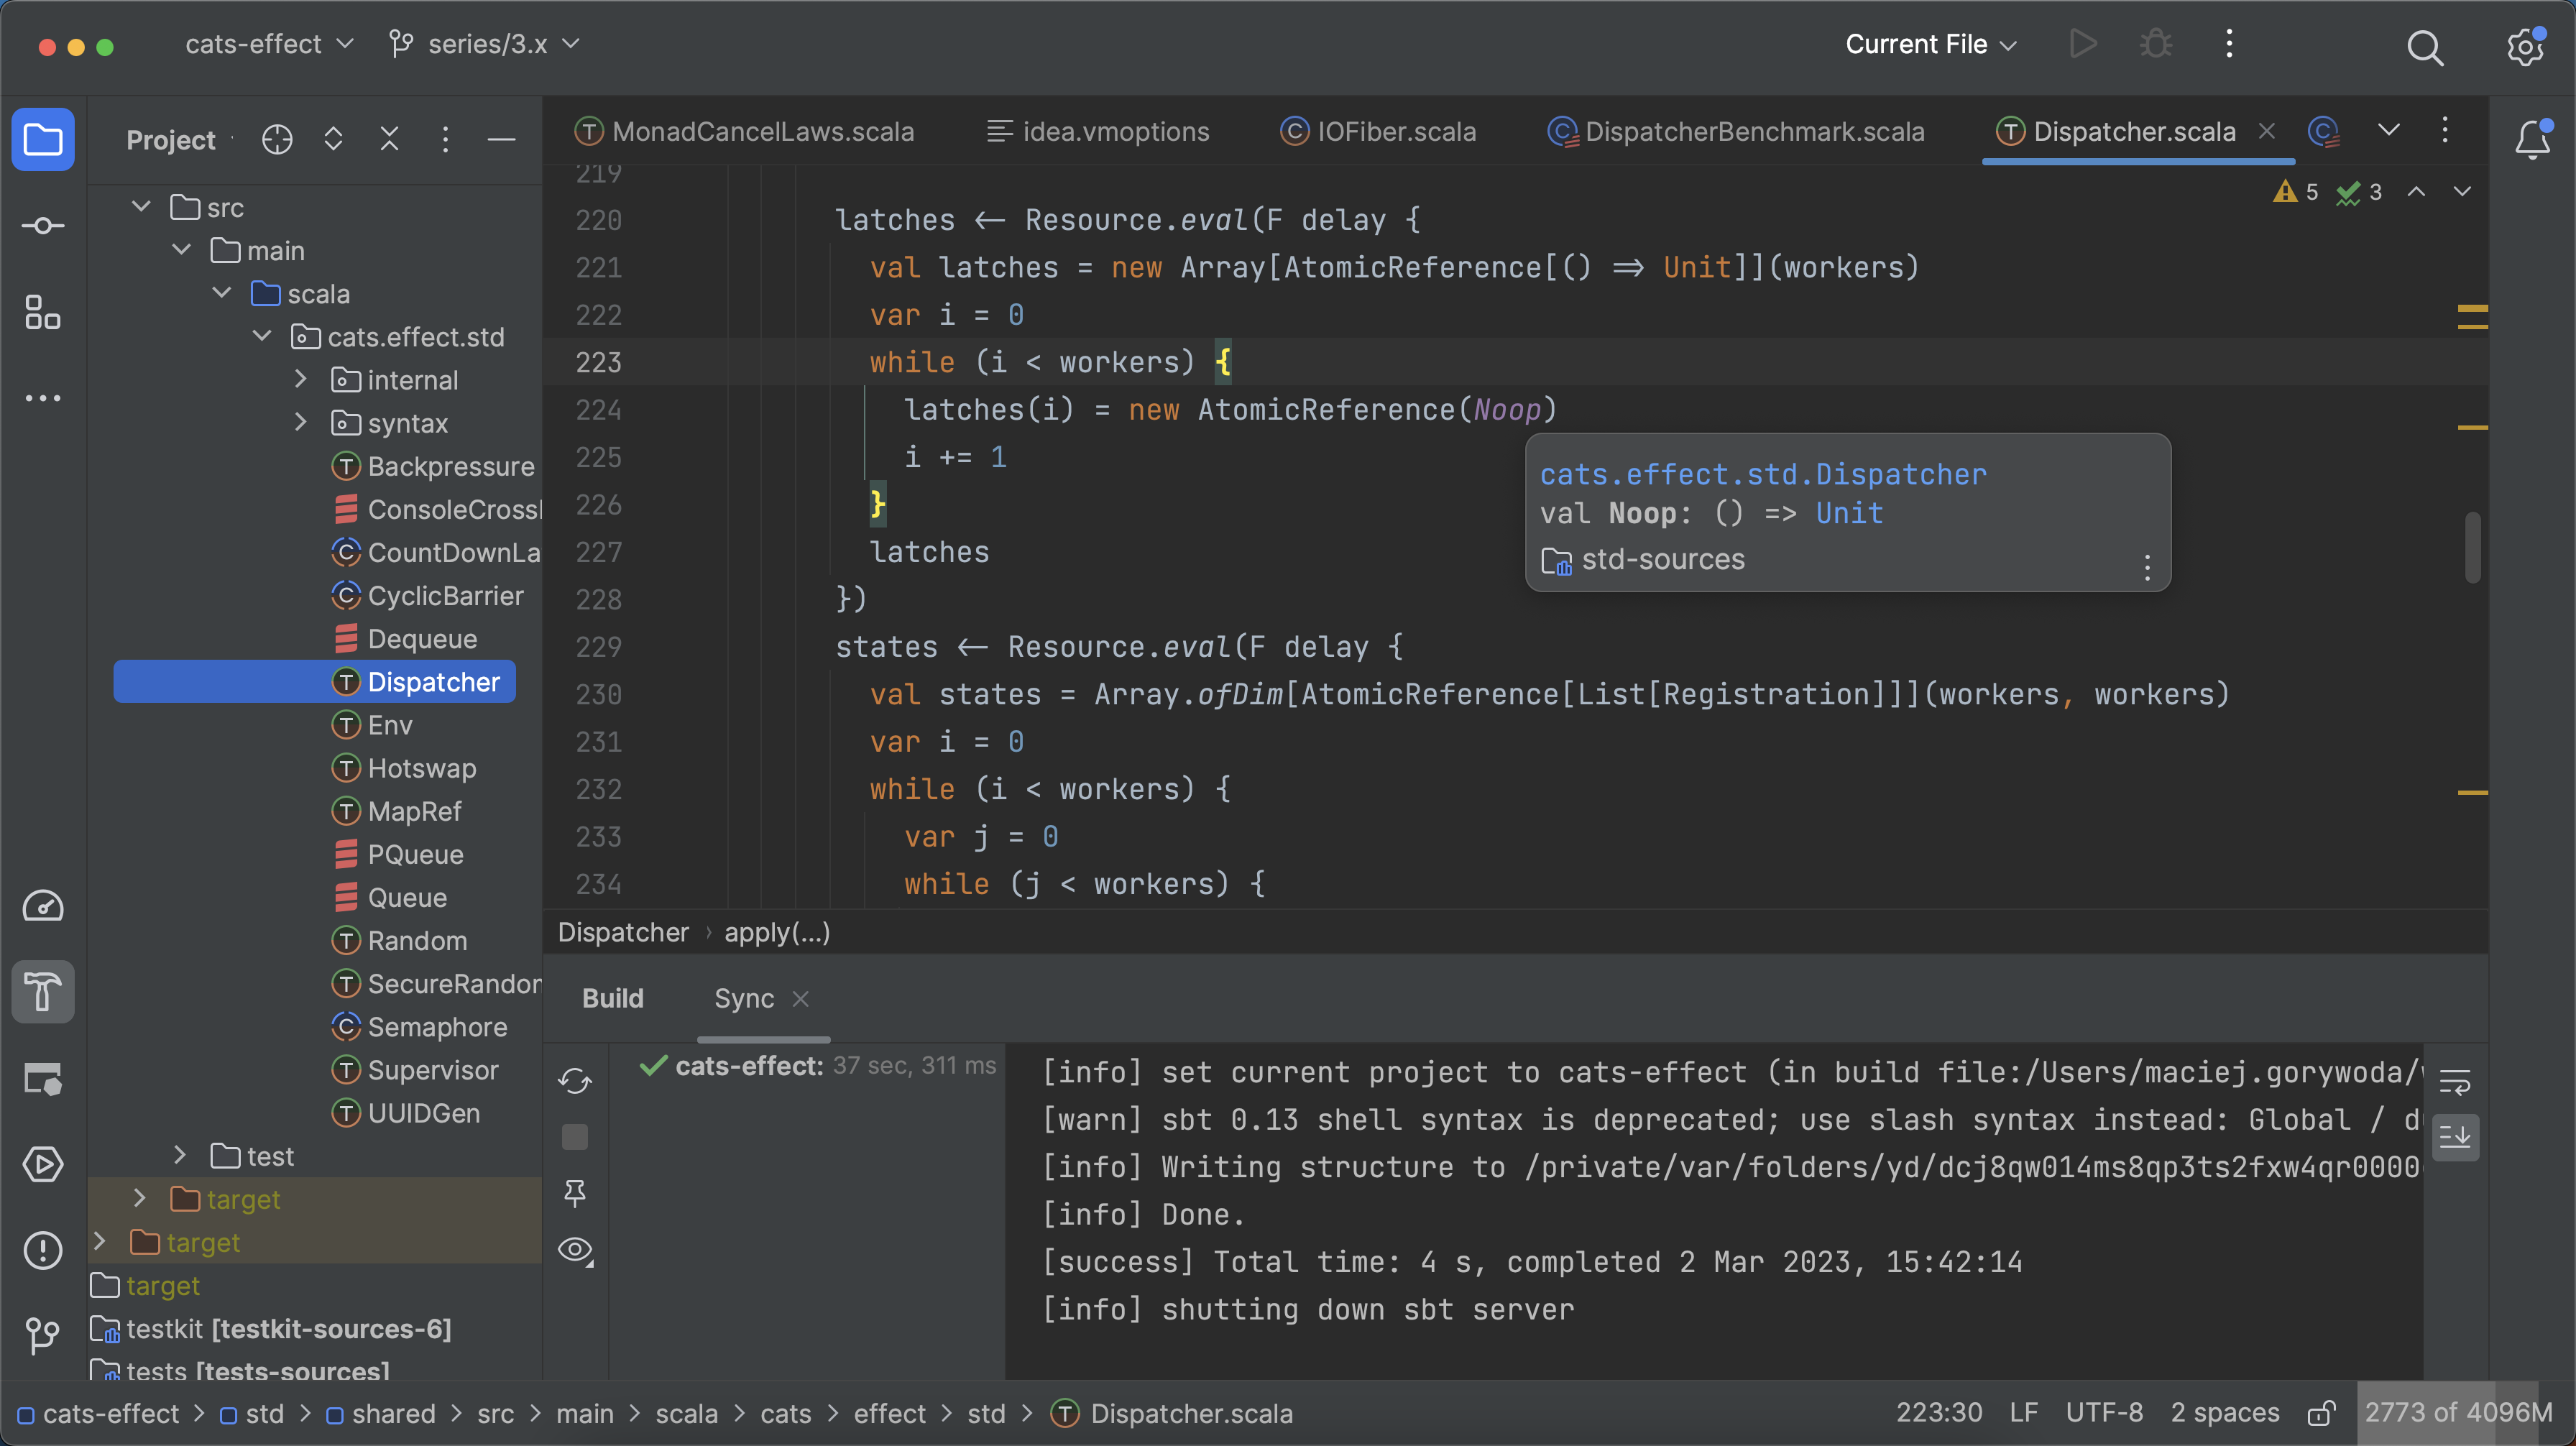 cats-effect
series/3.x
Current File
Project
MonadCancelLaws.scala
idea.vmoptions
IOFiber.scala
DispatcherBenchmark.scala
Dispatcher.scala
5
3
src
main
scala
cats.effect.std
internal
syntax
Backpressure
ConsoleCross
CountDownLa
CyclicBarrier
Dequeue
Dispatcher
Env
Hotswap
MapRef
PQueue
Queue
Random
SecureRandom
Semaphore
Supervisor
UUIDGen
test
target
target
target
testkit [testkit-sources-6]
tests [tests-sources]
219
220 latches ← Resource.eval(F delay {
221 val latches = new Array[AtomicReference[() ⇒ Unit]](workers)
222 var i = 0
223 while (i < workers) {
224 latches(i) = new AtomicReference(Noop)
225 i += 1
226 }
227 latches
228 })
229 states ← Resource.eval(F delay {
230 val states = Array.ofDim[AtomicReference[List[Registration]]](workers, workers)
231 var i = 0
232 while (i < workers) {
233 var j = 0
234 while (j < workers) {
cats.effect.std.Dispatcher
val Noop: () => Unit
std-sources
Dispatcher › apply(...)
Build
Sync
cats-effect: 37 sec, 311 ms
[info] set current project to cats-effect (in build file:/Users/maciej.gorywoda/
[warn] sbt 0.13 shell syntax is deprecated; use slash syntax instead: Global / d
[info] Writing structure to /private/var/folders/yd/dcj8qw014ms8qp3ts2fxw4qr0000
[info] Done.
[success] Total time: 4 s, completed 2 Mar 2023, 15:42:14
[info] shutting down sbt server
cats-effect > std > shared > src > main > scala > cats > effect > std > Dispatcher.scala
223:30 LF UTF-8 2 spaces 2773 of 4096M